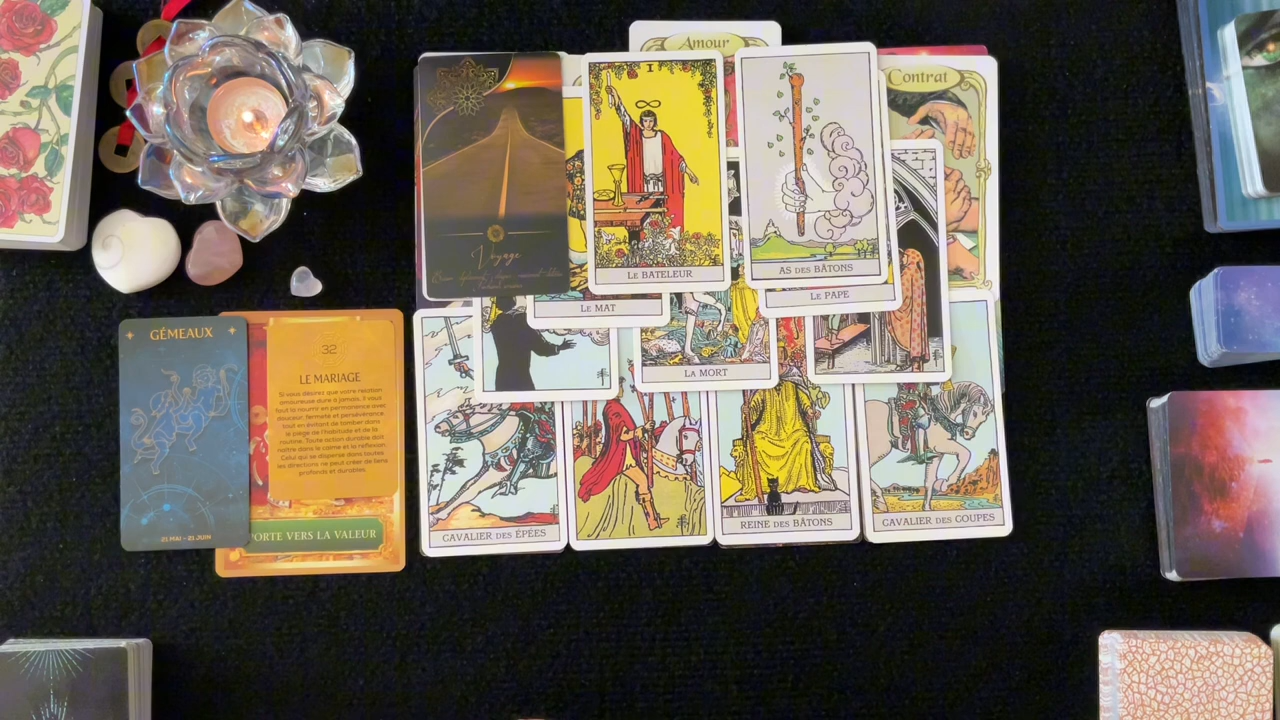 Amour
Contrat
I
Voyage
LE BATELEUR
AS DES BÂTONS
LE MAT
LE PAPE
LA MORT
GÉMEAUX
21 MAI - 21 JUIN
32
LE MARIAGE
Si vous désirez que votre relation
amoureuse dure à jamais, il vous
faut la nourrir en permanence avec
douceur, fermeté et persévérance,
tout en évitant de tomber dans
le piège de l'habitude et de la
routine. Toute action durable doit
naître dans le calme et la réflexion.
Celui qui se disperse dans toutes
les directions ne peut créer de liens
profonds et durables.
PORTE VERS LA VALEUR
CAVALIER DES ÉPÉES
REINE DES BÂTONS
CAVALIER DES COUPES